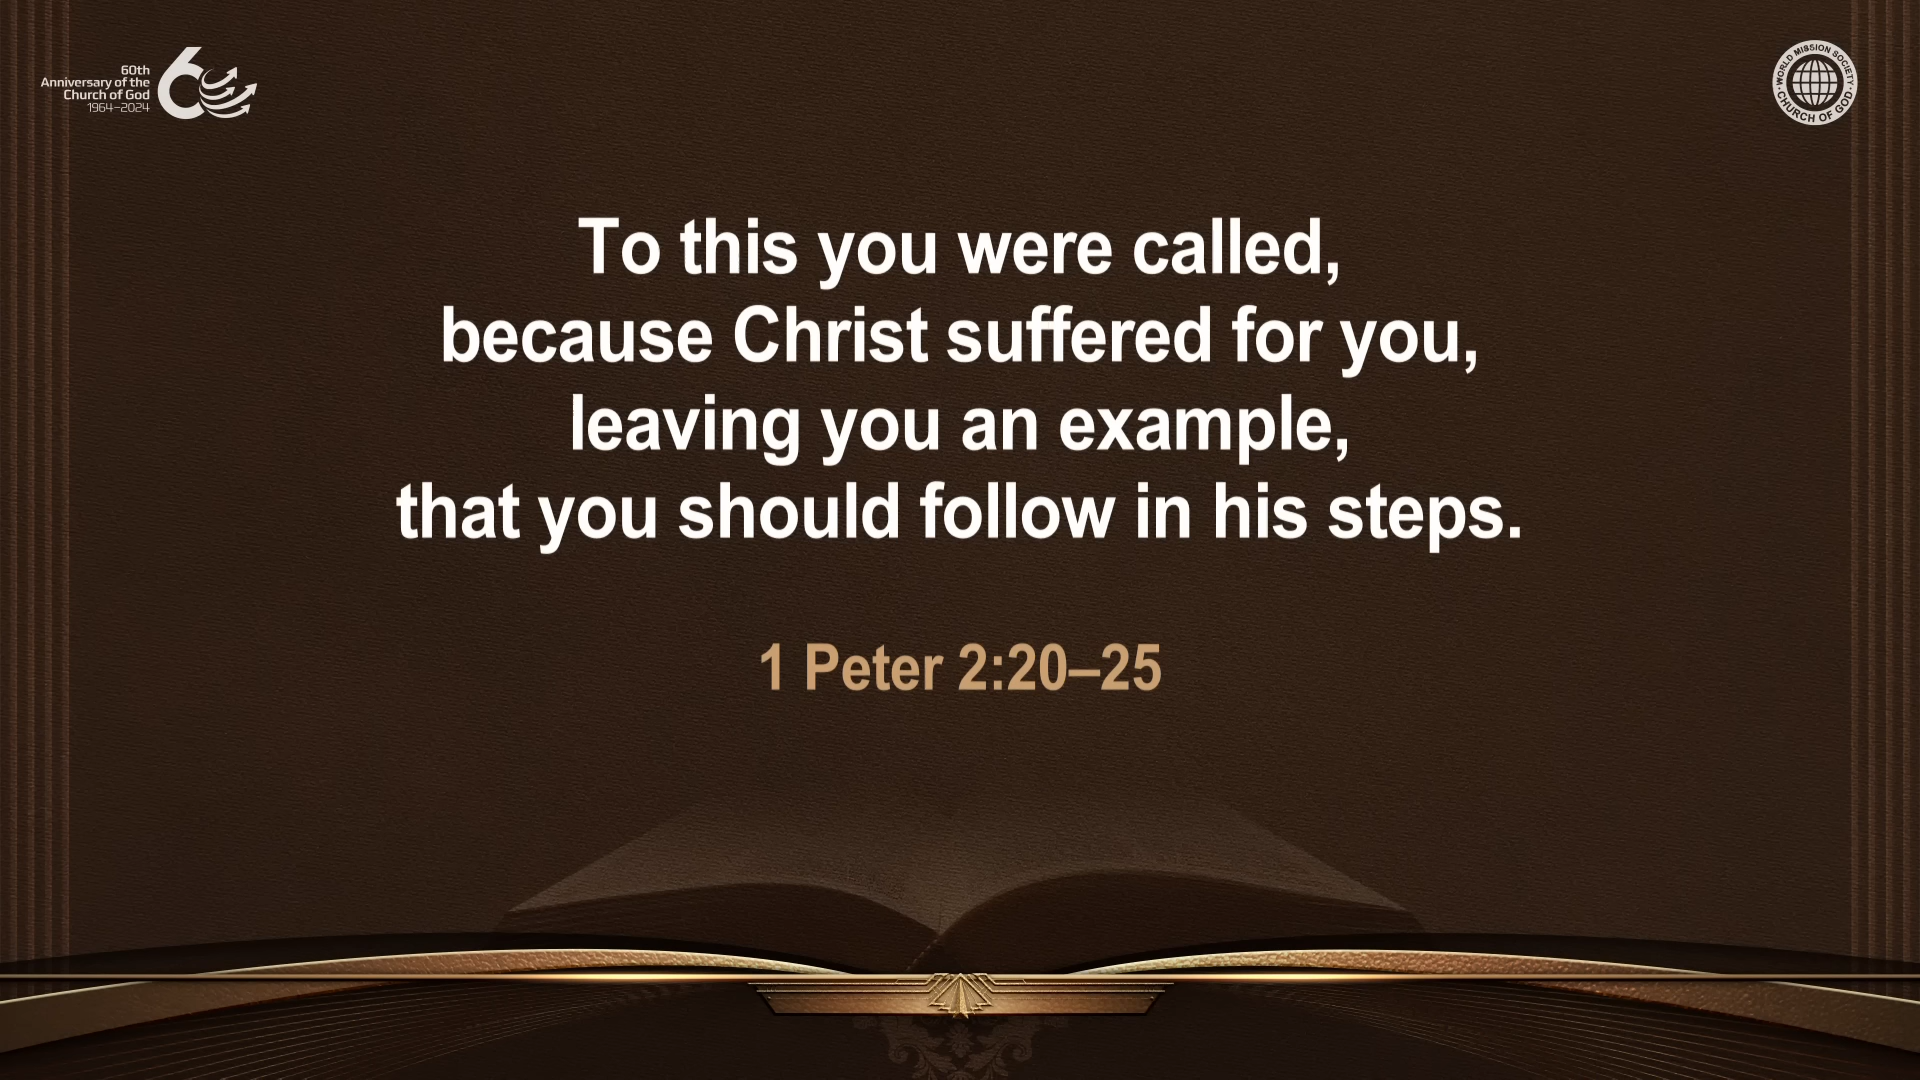 60th
Anniversary of the
Church of God
1964–2024
WORLD MISSION SOCIETY
CHURCH OF GOD
To this you were called,
because Christ suffered for you,
leaving you an example,
that you should follow in his steps.
1 Peter 2:20–25